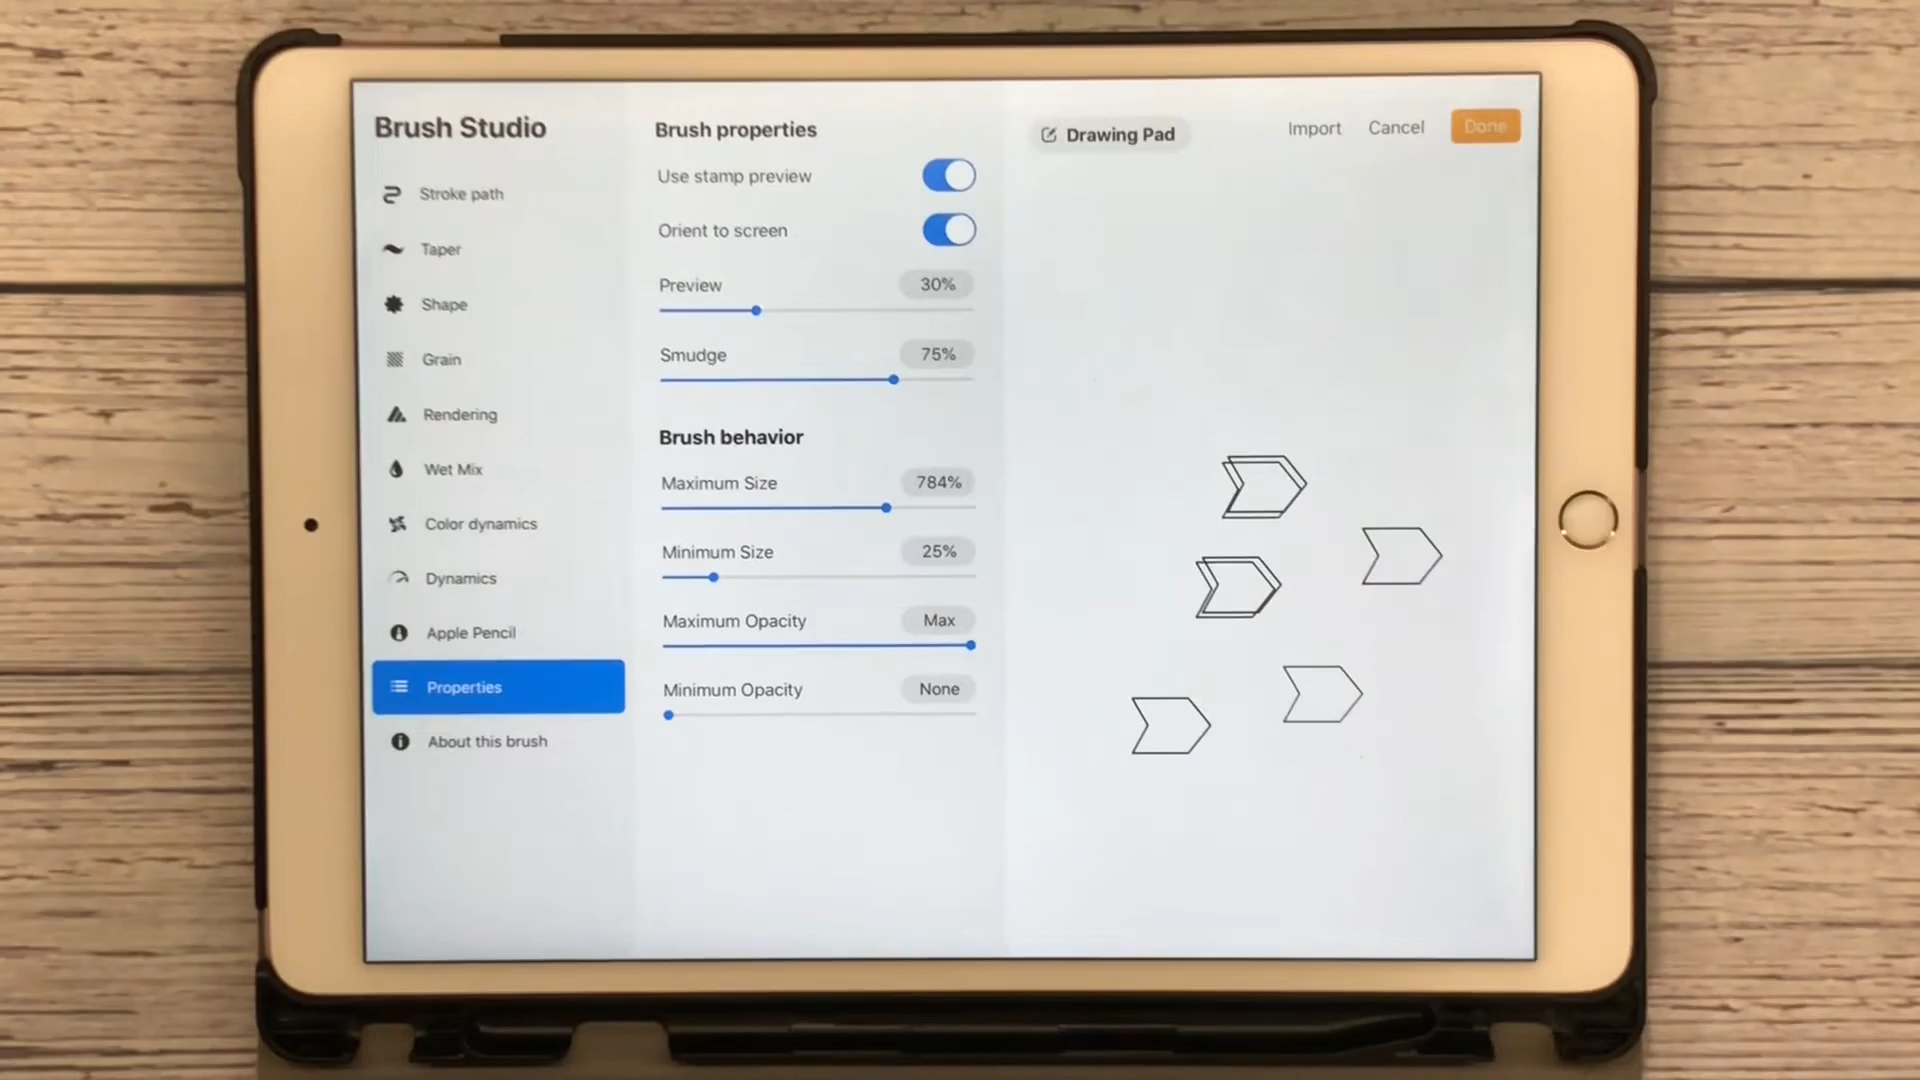 Brush Studio
Stroke path
Taper
Shape
Grain
Rendering
Wet Mix
Color dynamics
Dynamics
Apple Pencil
Properties
About this brush
Brush properties
Use stamp preview
Orient to screen
Preview 30%
Smudge 75%
Brush behavior
Maximum Size 784%
Minimum Size 25%
Maximum Opacity Max
Minimum Opacity None
Drawing Pad
Import Cancel Done